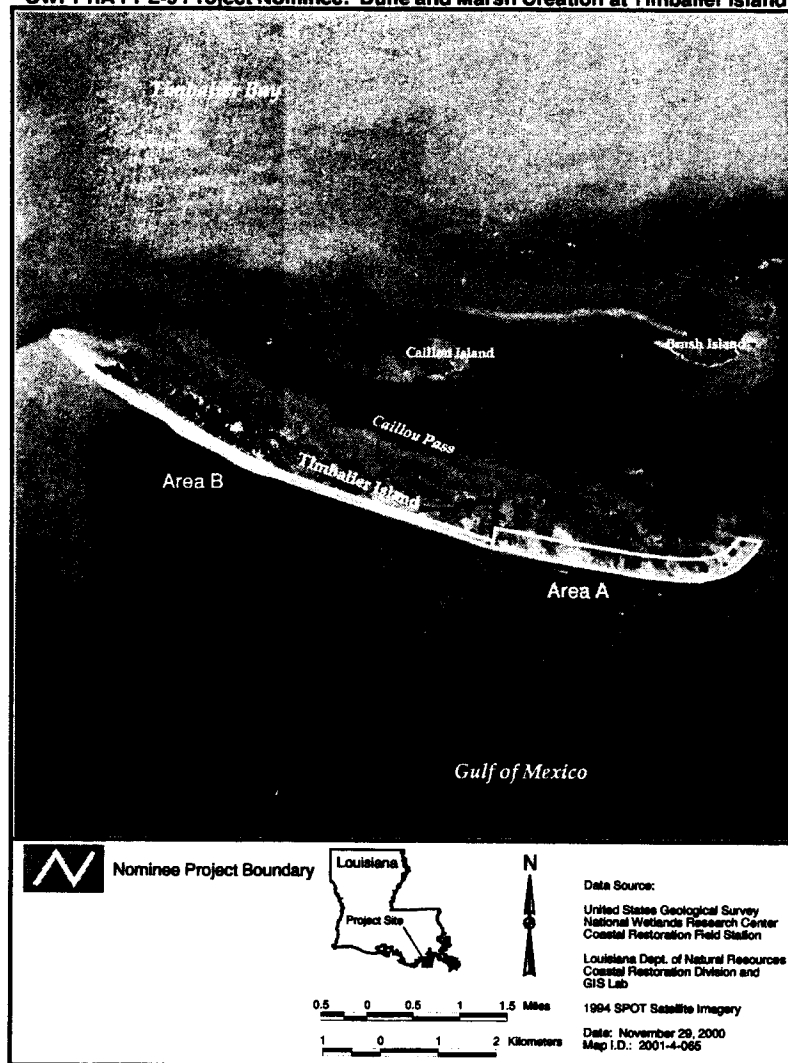 Project Nominee: Dune and Marsh Creation at Timbalier Island
Timbalier Bay
Caillou Island
Brush Island
Caillou Pass
Timbalier Island
Area B
Area A
Gulf of Mexico
Nominee Project Boundary
Louisiana
Project Site
N
Data Source:
United States Geological Survey
National Wetlands Research Center
Coastal Restoration Field Station
Louisiana Dept. of Natural Resources
Coastal Restoration Division and
GIS Lab
1994 SPOT Satellite Imagery
Date: November 29, 2000
Map I.D.: 2001-4-065
0.5 0 0.5 1 1.5 Miles
1 0 1 2 Kilometers